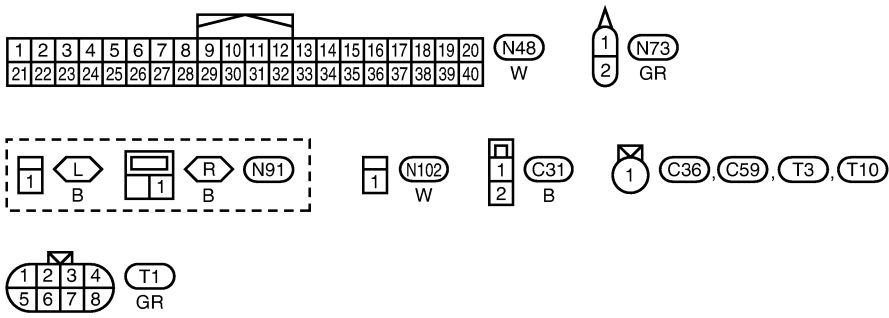 1 2 3 4 5 6 7 8 9 10 11 12 13 14 15 16 17 18 19 20
21 22 23 24 25 26 27 28 29 30 31 32 33 34 35 36 37 38 39 40
N48
W
1
2
N73
GR
1
L
B
1
R
B
N91
1
N102
W
1
2
C31
B
1
C36, C59, T3, T10
1 2 3 4
5 6 7 8
T1
GR